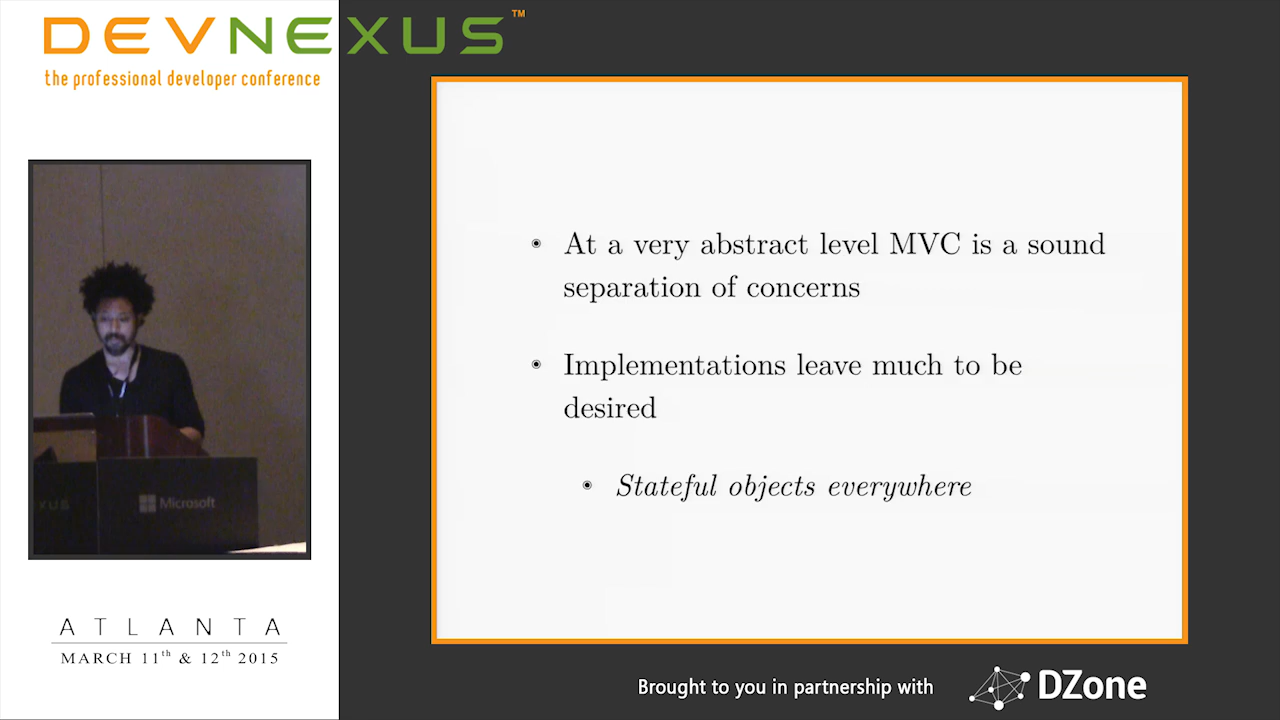 DEVNEXUS™
the professional developer conference
XUS
Microsoft
ATLANTA
MARCH 11th & 12th 2015
At a very abstract level MVC is a sound
separation of concerns
Implementations leave much to be
desired
Stateful objects everywhere
Brought to you in partnership with
DZone